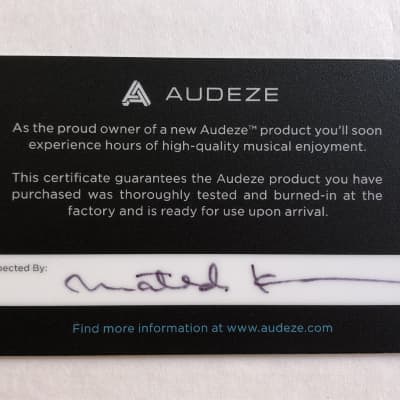 AUDEZE
As the proud owner of a new Audeze™ product you'll soon
experience hours of high-quality musical enjoyment.
This certificate guarantees the Audeze product you have
purchased was thoroughly tested and burned-in at the
factory and is ready for use upon arrival.
By:
Find more information at www.audeze.com